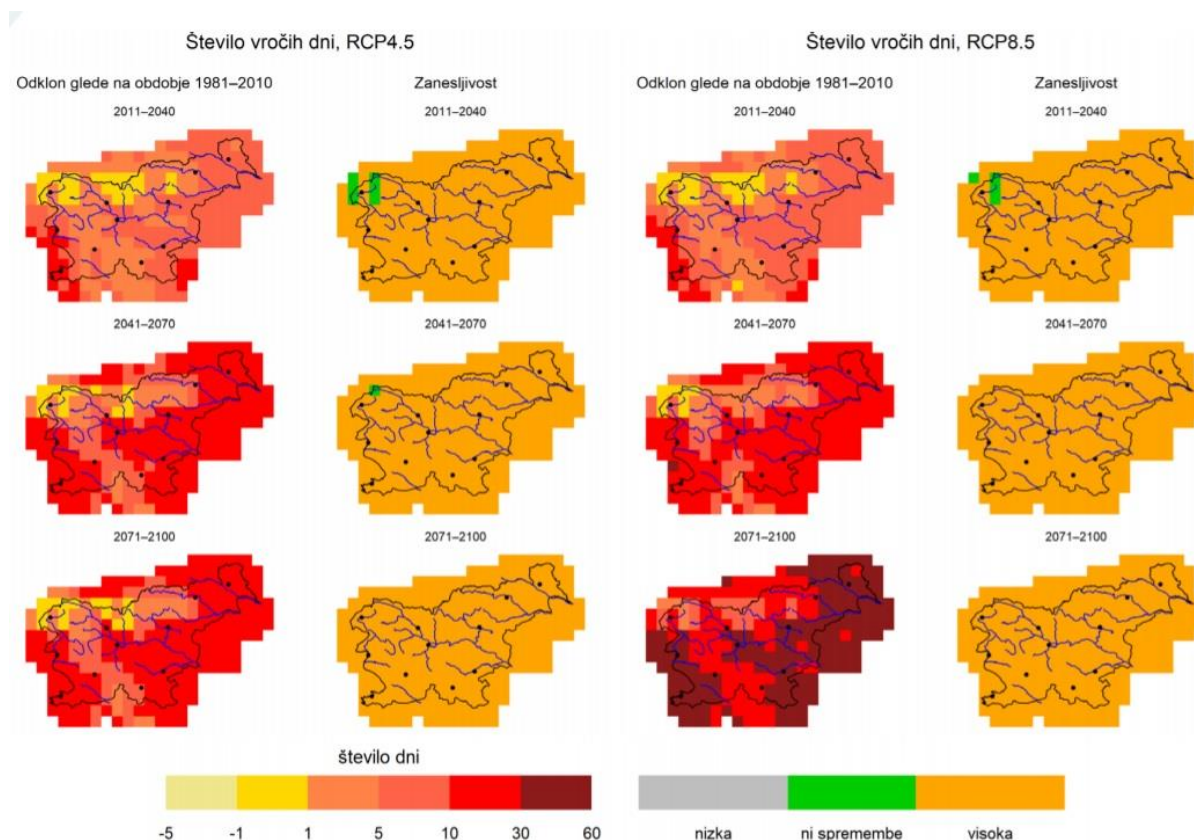 Število vročih dni, RCP4.5
Število vročih dni, RCP8.5
Odklon glede na obdobje 1981–2010
Zanesljivost
Odklon glede na obdobje 1981–2010
Zanesljivost
2011–2040
2011–2040
2011–2040
2011–2040
2041–2070
2041–2070
2041–2070
2041–2070
2071–2100
2071–2100
2071–2100
2071–2100
število dni
-5 -1 1 5 10 30 60
nizka ni spremembe visoka